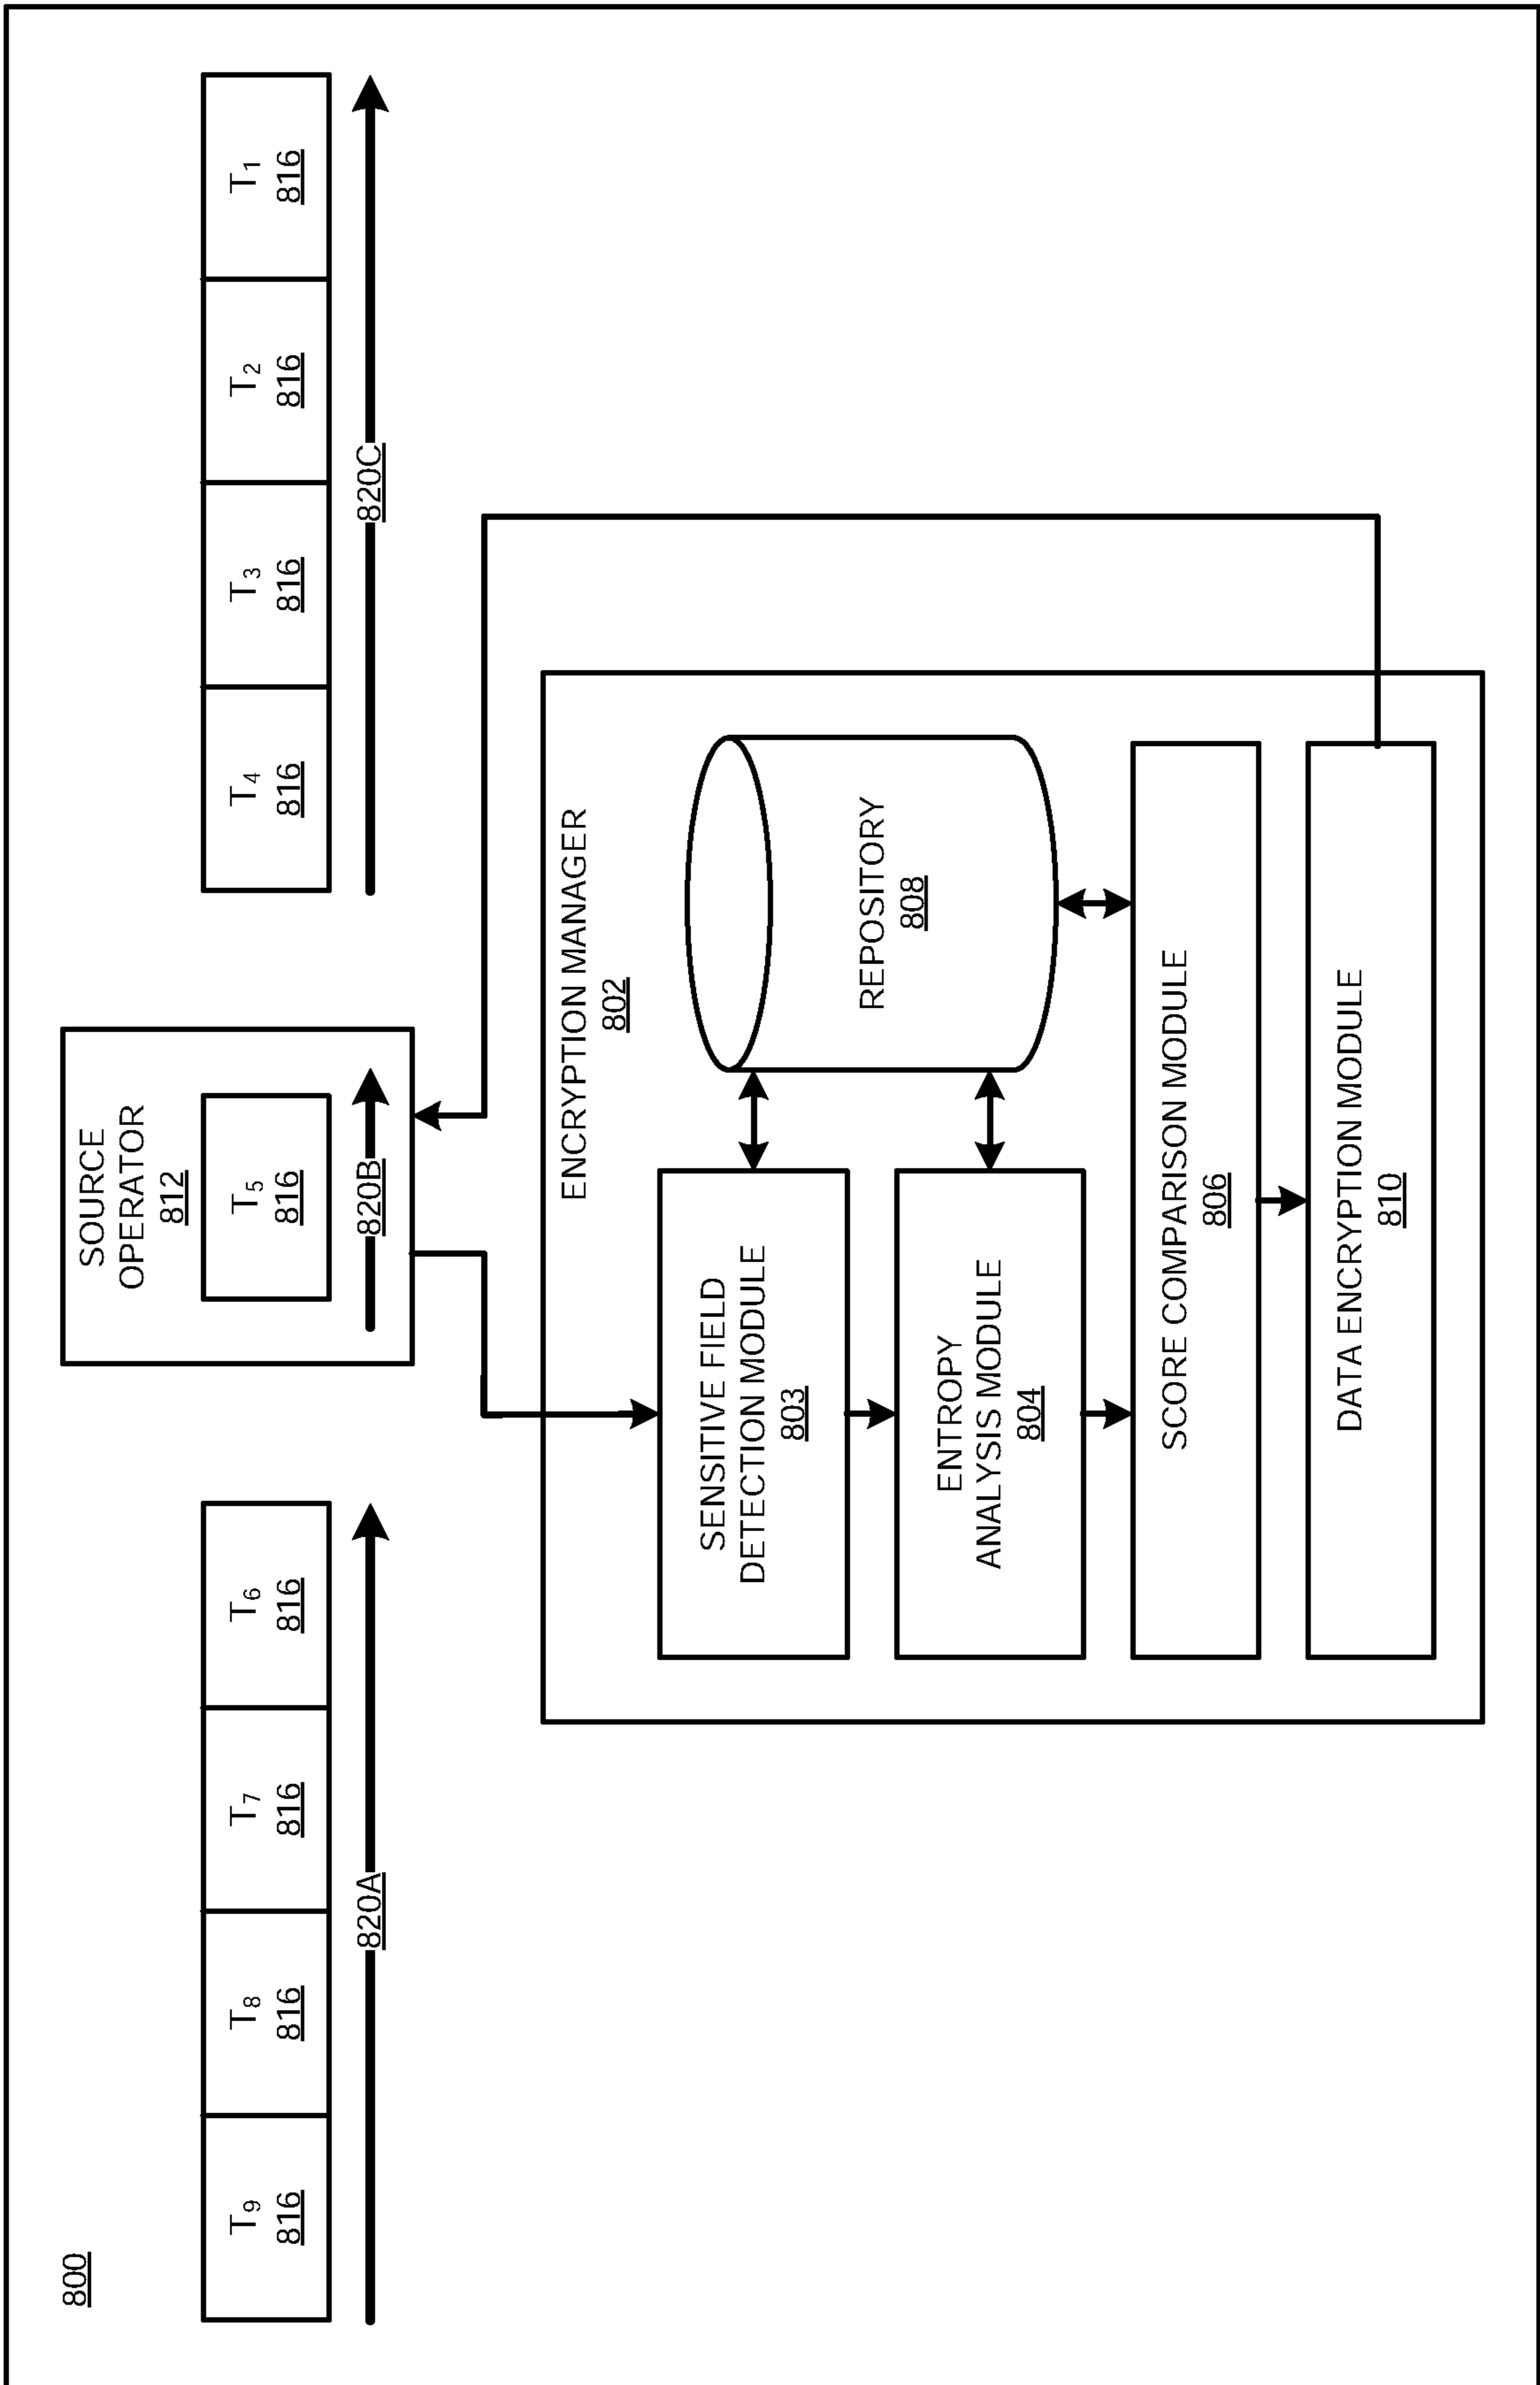 800
T9
816
T8
816
T7
816
T6
816
820A
SOURCE
OPERATOR
812
T5
816
820B
T4
816
T3
816
T2
816
T1
816
820C
ENCRYPTION MANAGER
802
SENSITIVE FIELD
DETECTION MODULE
803
REPOSITORY
808
ENTROPY
ANALYSIS MODULE
804
SCORE COMPARISON MODULE
806
DATA ENCRYPTION MODULE
810